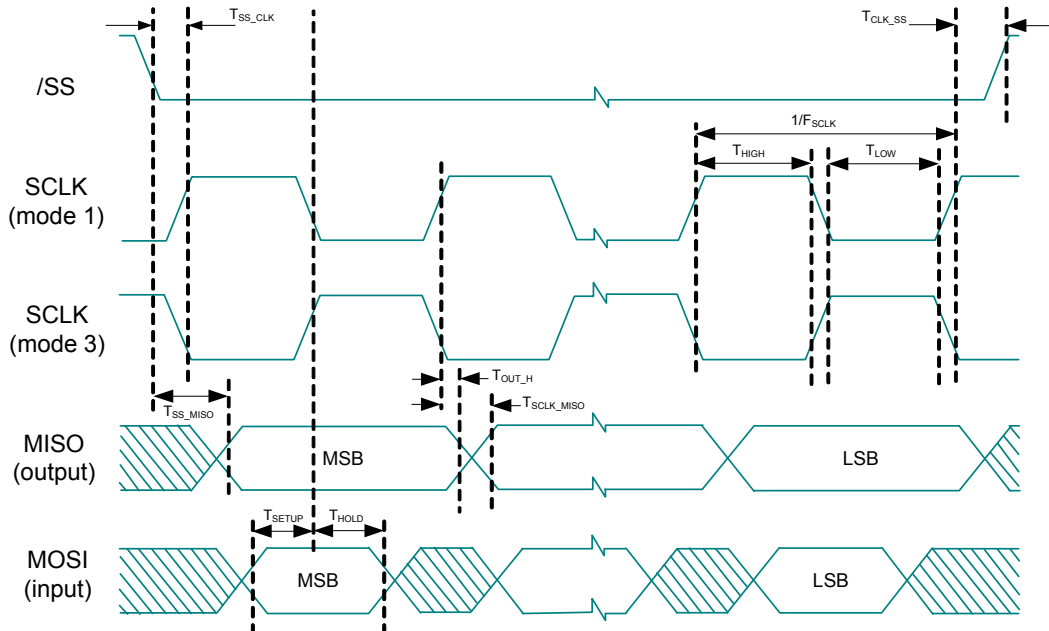 T_SS_CLK
T_CLK_SS
/SS
1/F_SCLK
T_HIGH
T_LOW
SCLK
(mode 1)
SCLK
(mode 3)
T_OUT_H
T_SS_MISO
T_SCLK_MISO
MISO
(output)
MSB
LSB
T_SETUP
T_HOLD
MOSI
(input)
MSB
LSB